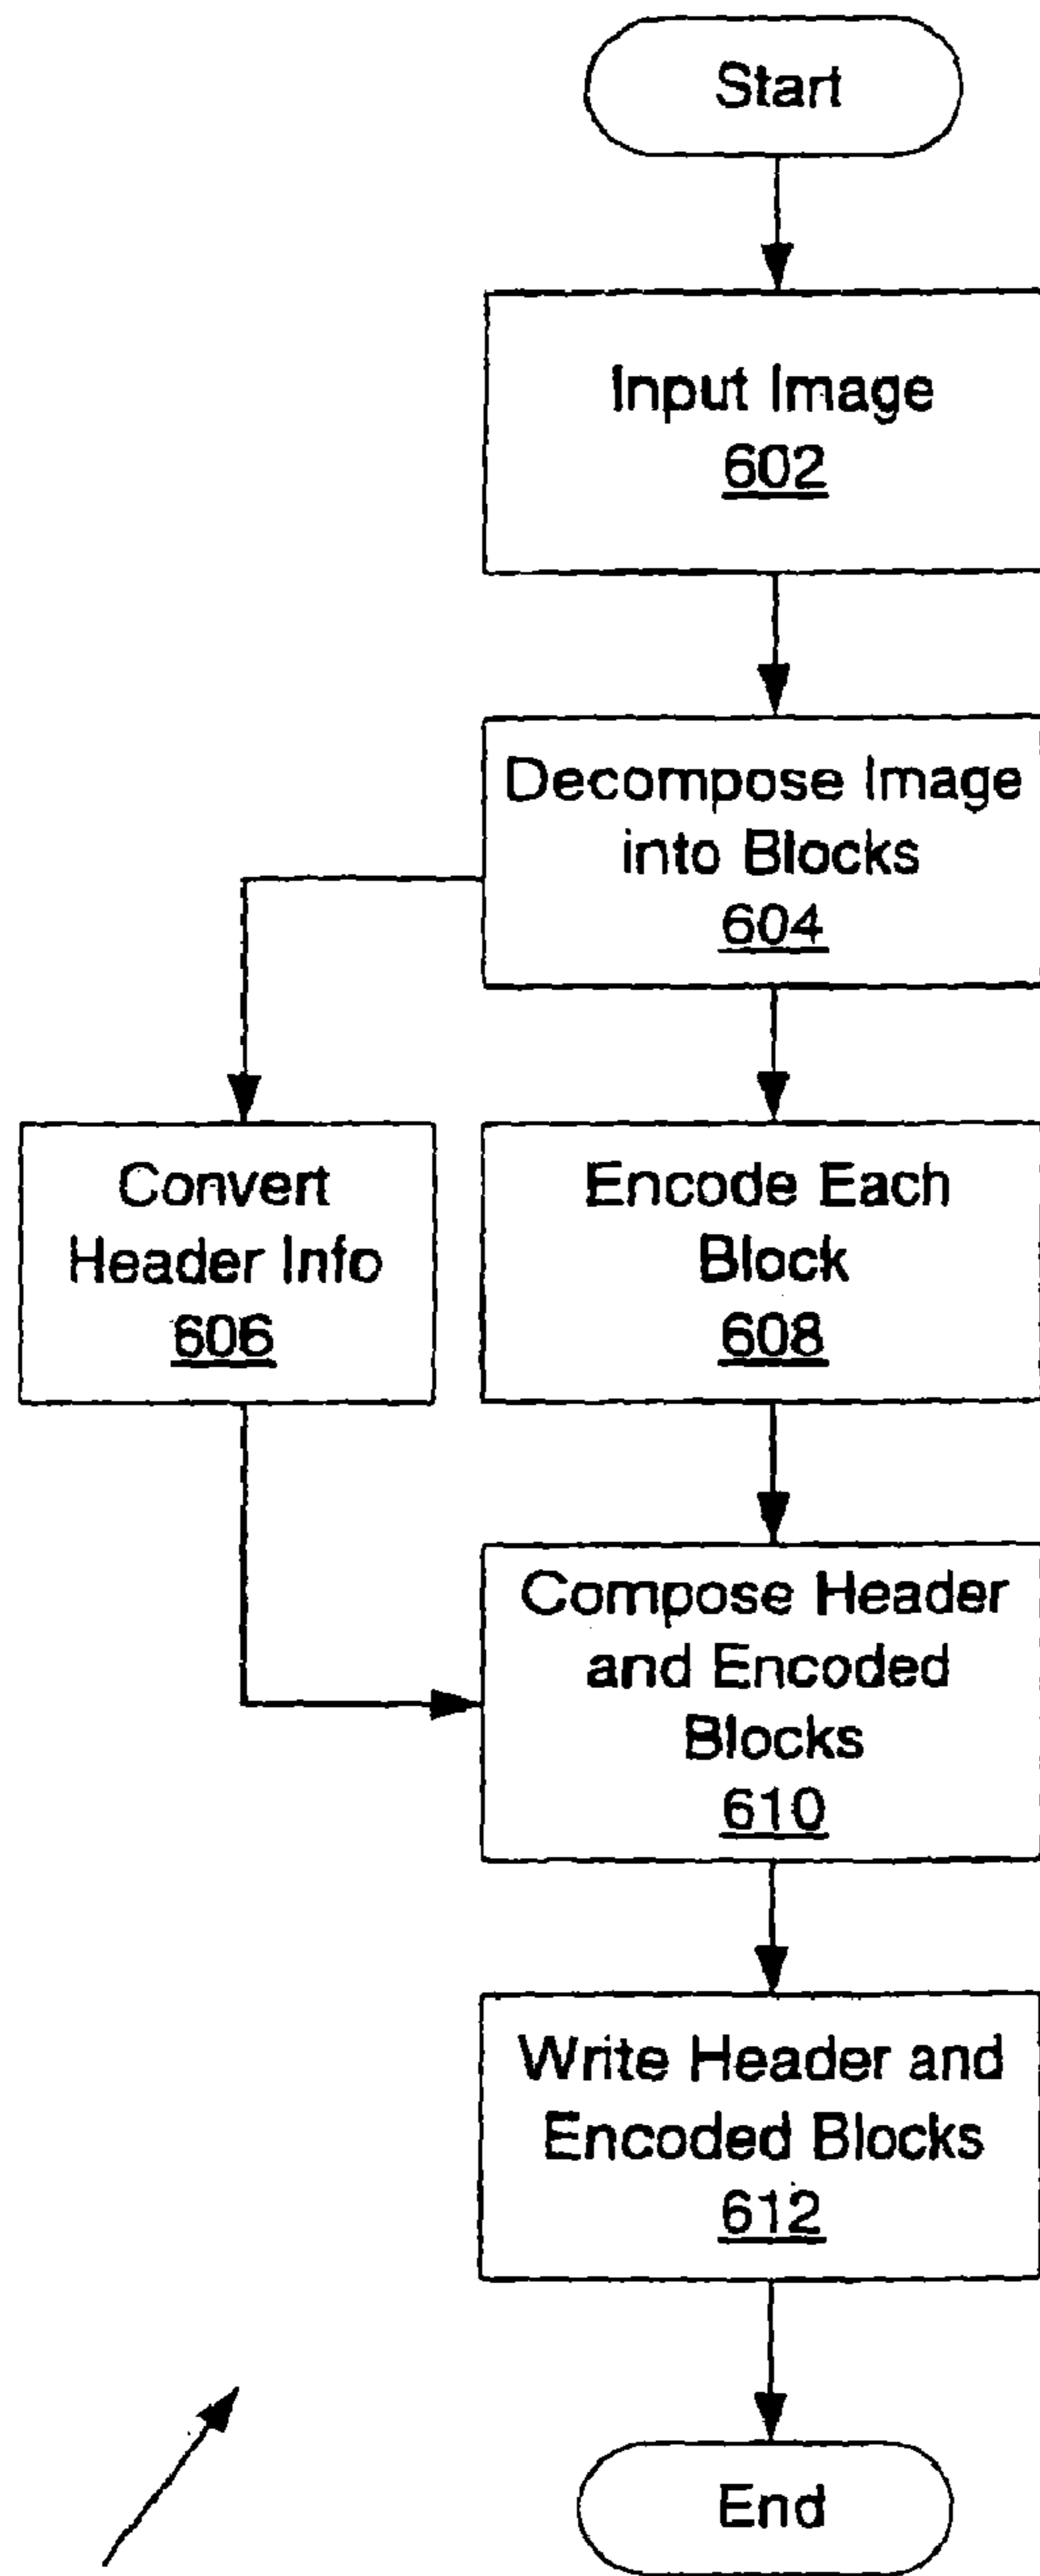 Start
Input Image
602
Decompose Image
into Blocks
604
Convert
Header Info
606
Encode Each
Block
608
Compose Header
and Encoded
Blocks
610
Write Header and
Encoded Blocks
612
End